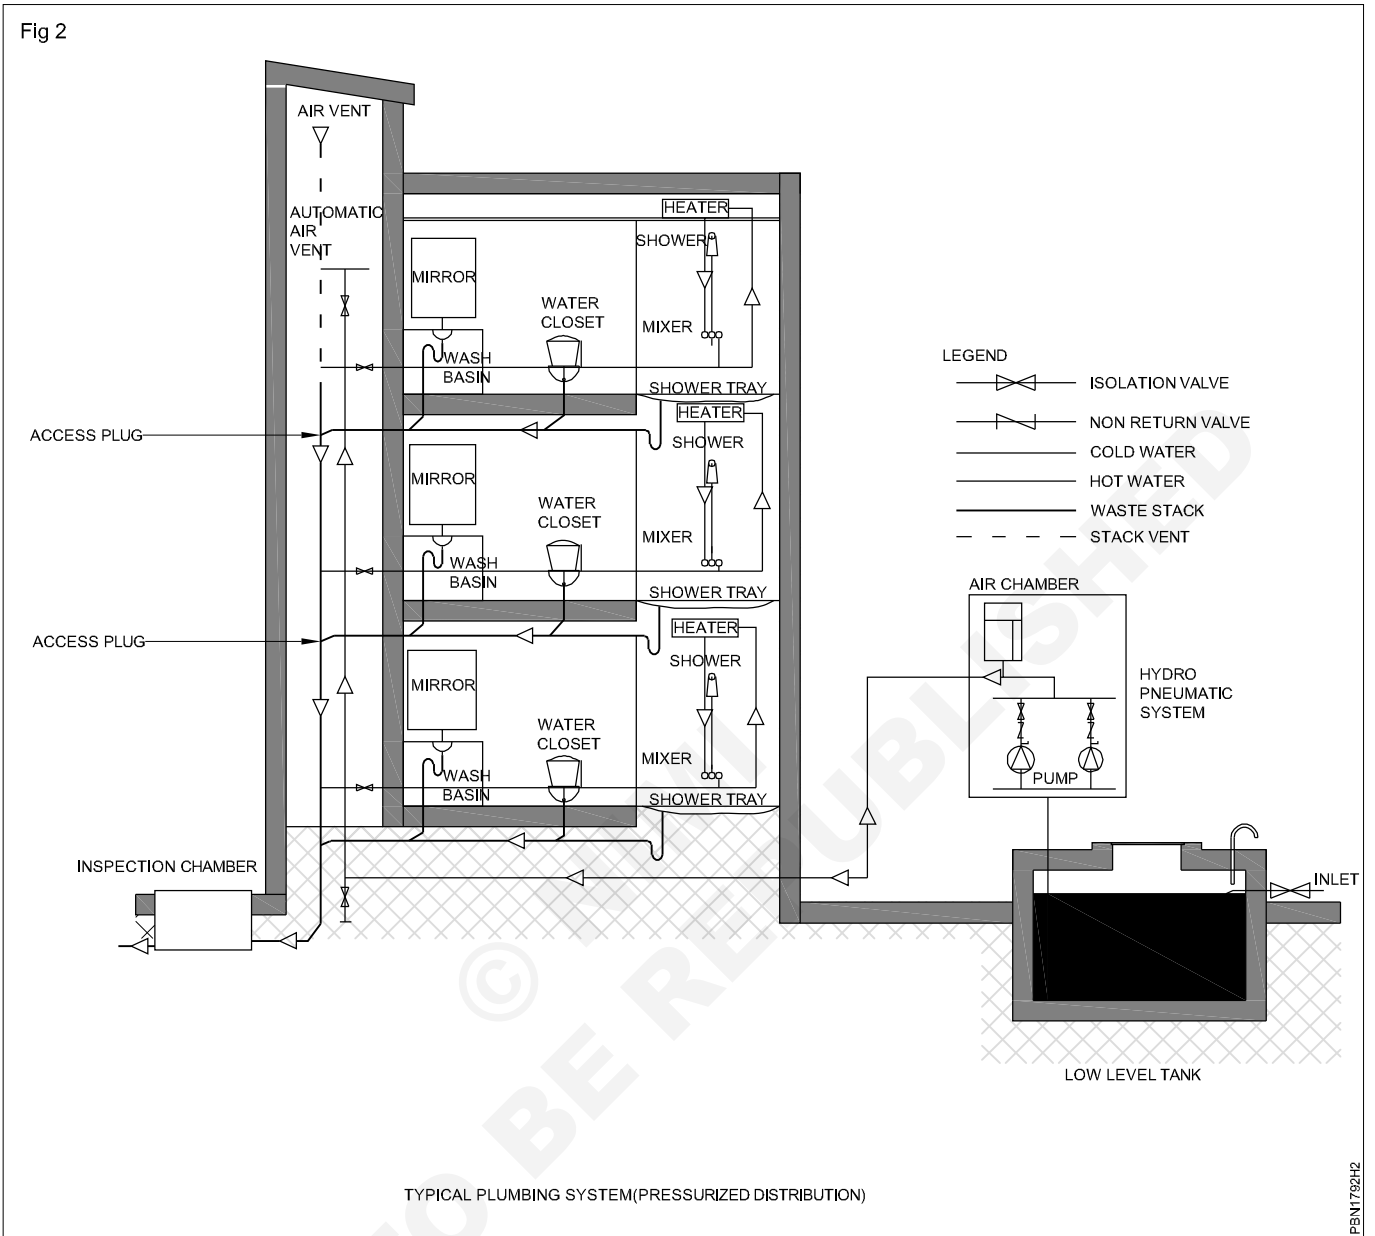 Fig 2
AIR VENT
AUTOMATIC
AIR
VENT
HEATER
SHOWER
MIRROR
WATER
CLOSET
MIXER
WASH
BASIN
SHOWER TRAY
ACCESS PLUG
HEATER
SHOWER
MIRROR
WATER
CLOSET
MIXER
WASH
BASIN
SHOWER TRAY
ACCESS PLUG
HEATER
SHOWER
MIRROR
WATER
CLOSET
MIXER
WASH
BASIN
SHOWER TRAY
INSPECTION CHAMBER
LEGEND
ISOLATION VALVE
NON RETURN VALVE
COLD WATER
HOT WATER
WASTE STACK
STACK VENT
AIR CHAMBER
HYDRO
PNEUMATIC
SYSTEM
PUMP
INLET
LOW LEVEL TANK
TYPICAL PLUMBING SYSTEM(PRESSURIZED DISTRIBUTION)
PBN1792H2
©
TO BE REPUBLISHED